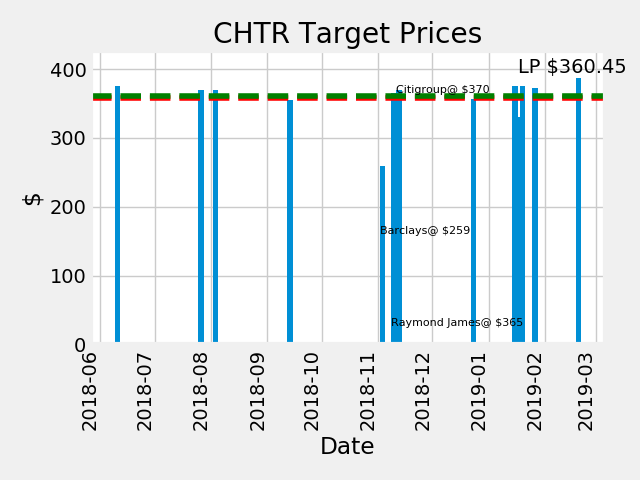 CHTR Target Prices
LP $360.45
400
Citigroup@ $370
300
200
Barclays@ $259
100
Raymond James@ $365
0
$
2018-06
2018-07
2018-08
2018-09
2018-10
2018-11
2018-12
2019-01
2019-02
2019-03
Date